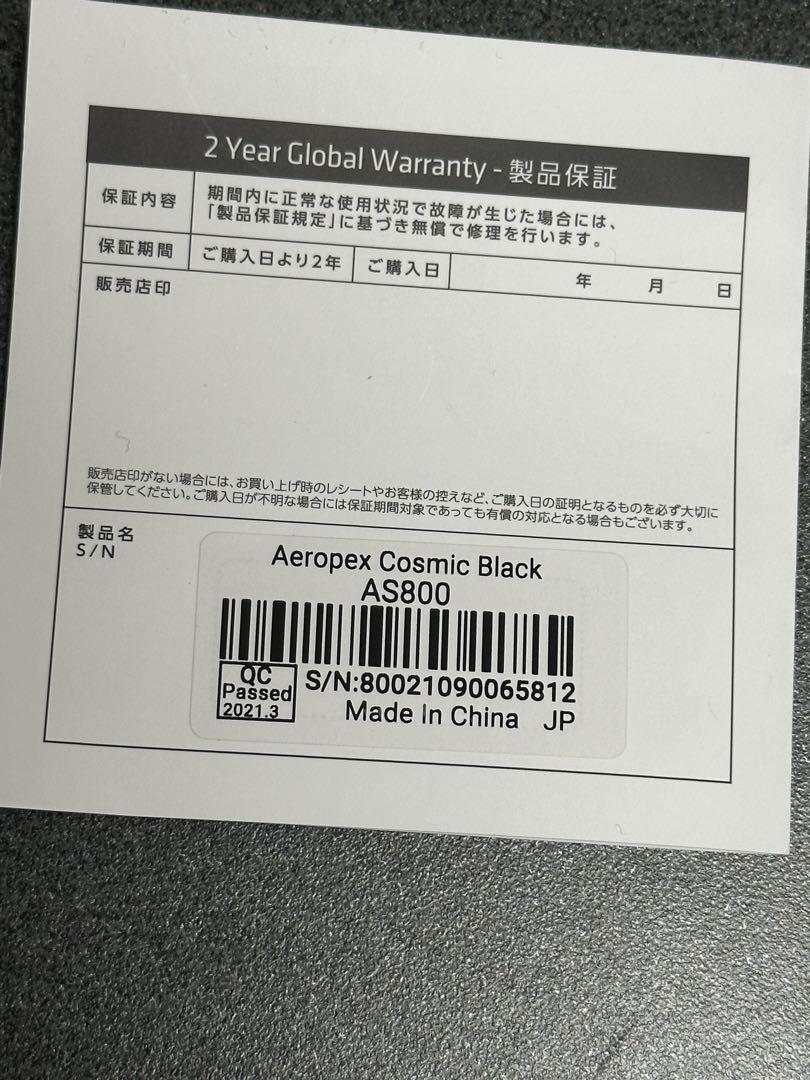 2 Year Global Warranty - 製品保証
保証内容
期間内に正常な使用状況で故障が生じた場合には、
「製品保証規定」に基づき無償で修理を行います。
保証期間 ご購入日より2年 ご購入日 年 月 日
販売店印
販売店印がない場合には、お買い上げ時のレシートやお客様の控えなど、ご購入日の証明となるものを必ず大切に
保管してください。ご購入日が不明な場合には保証期間対象であっても有償の対応となる場合もございます。
製品名
S/N
Aeropex Cosmic Black
AS800
QC
Passed
2021.3
S/N:80021090065812
Made In China JP